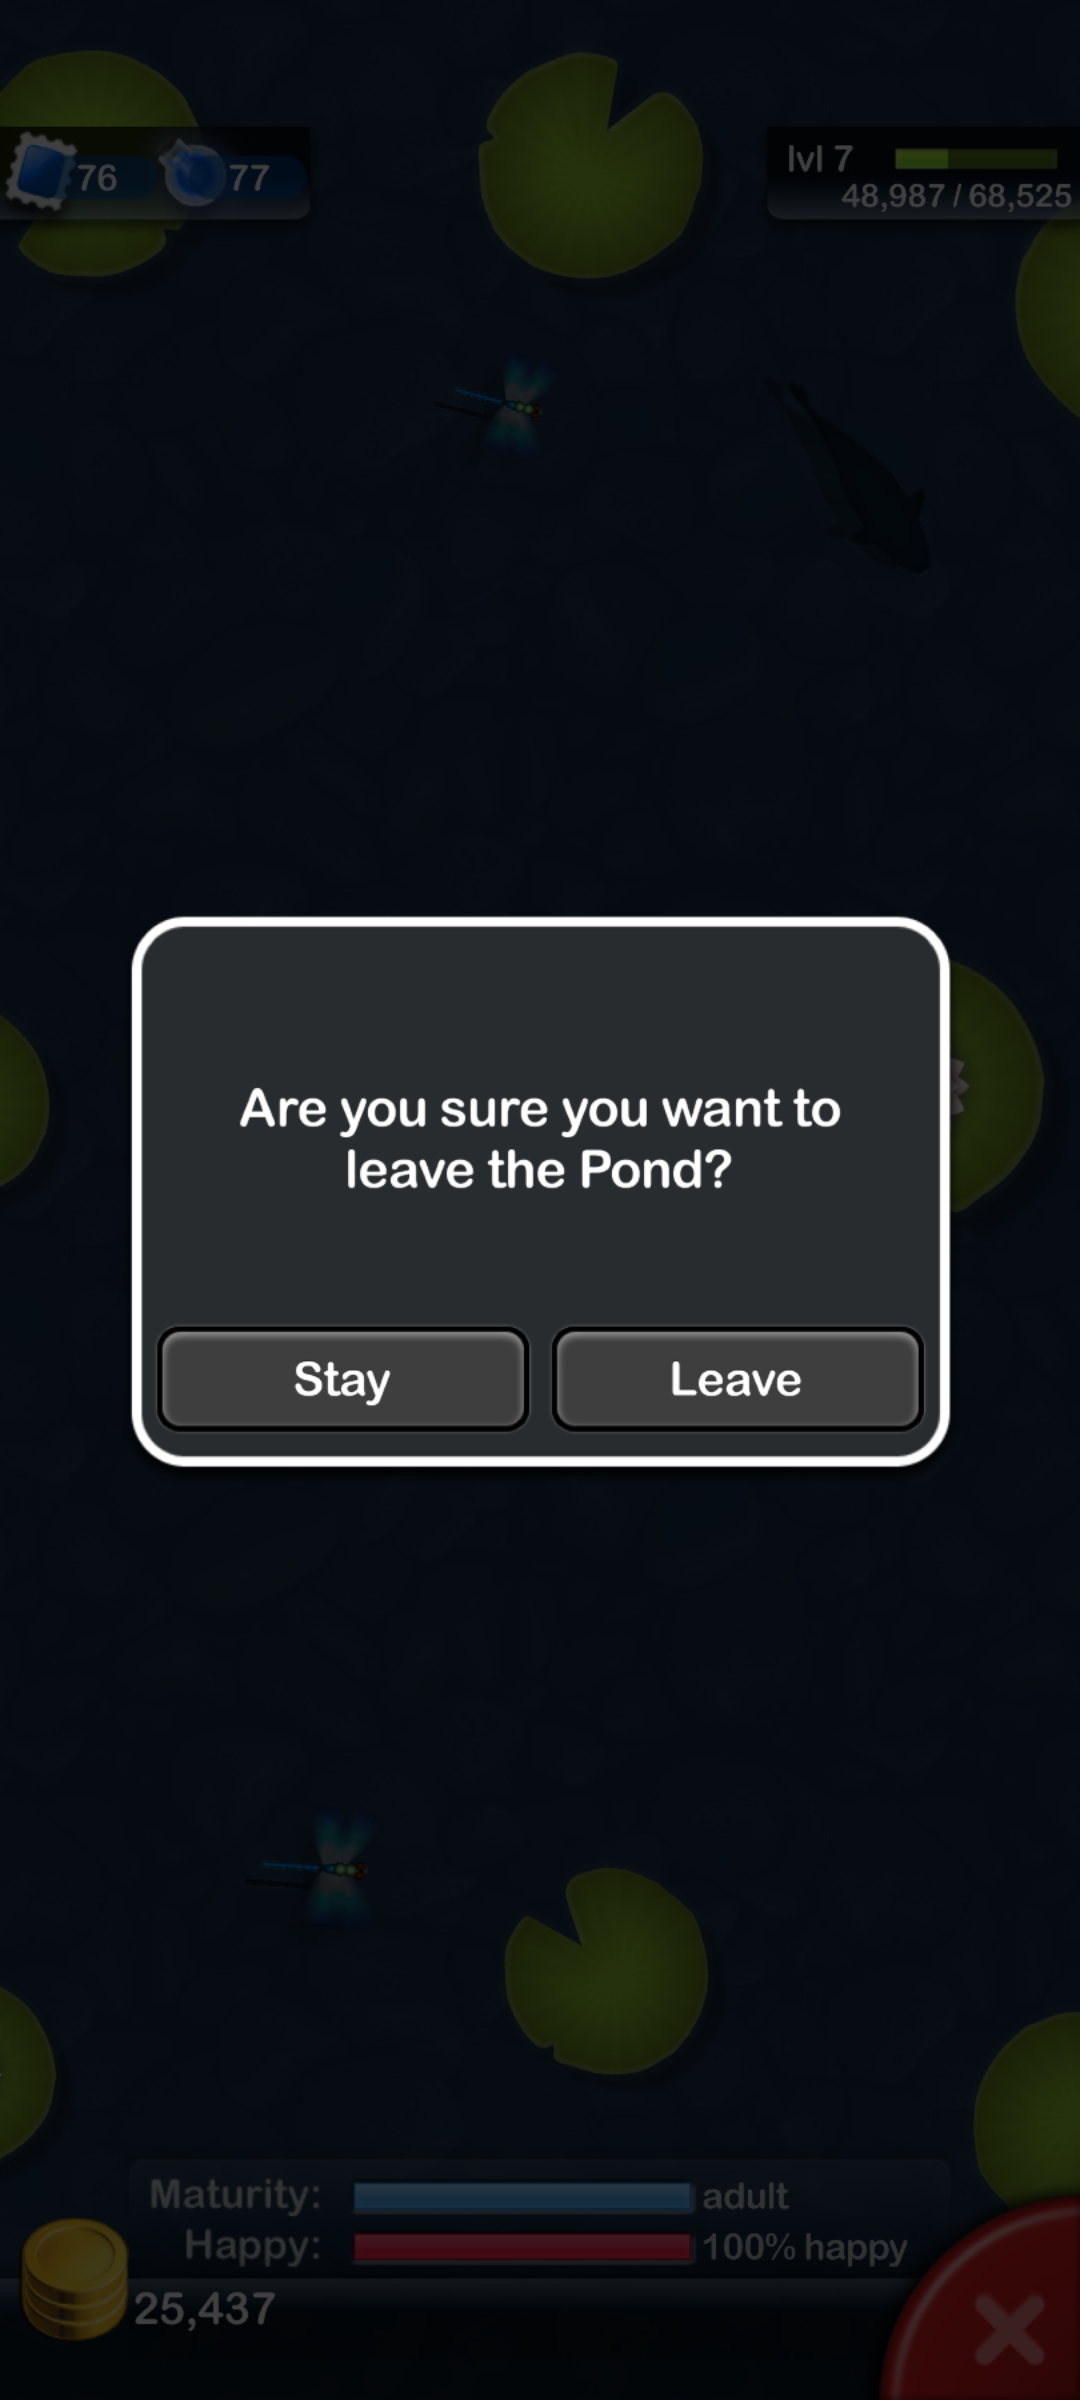 76 77
lvl 7
48,987 / 68,525
Are you sure you want to
leave the Pond?
Stay Leave
Maturity: adult
Happy: 100% happy
25,437